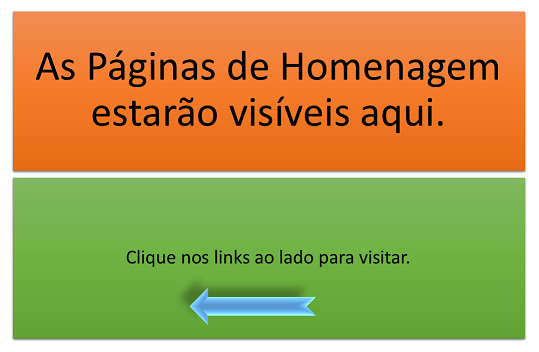 As Páginas de Homenagem
estarão visíveis aqui.
Clique nos links ao lado para visitar.